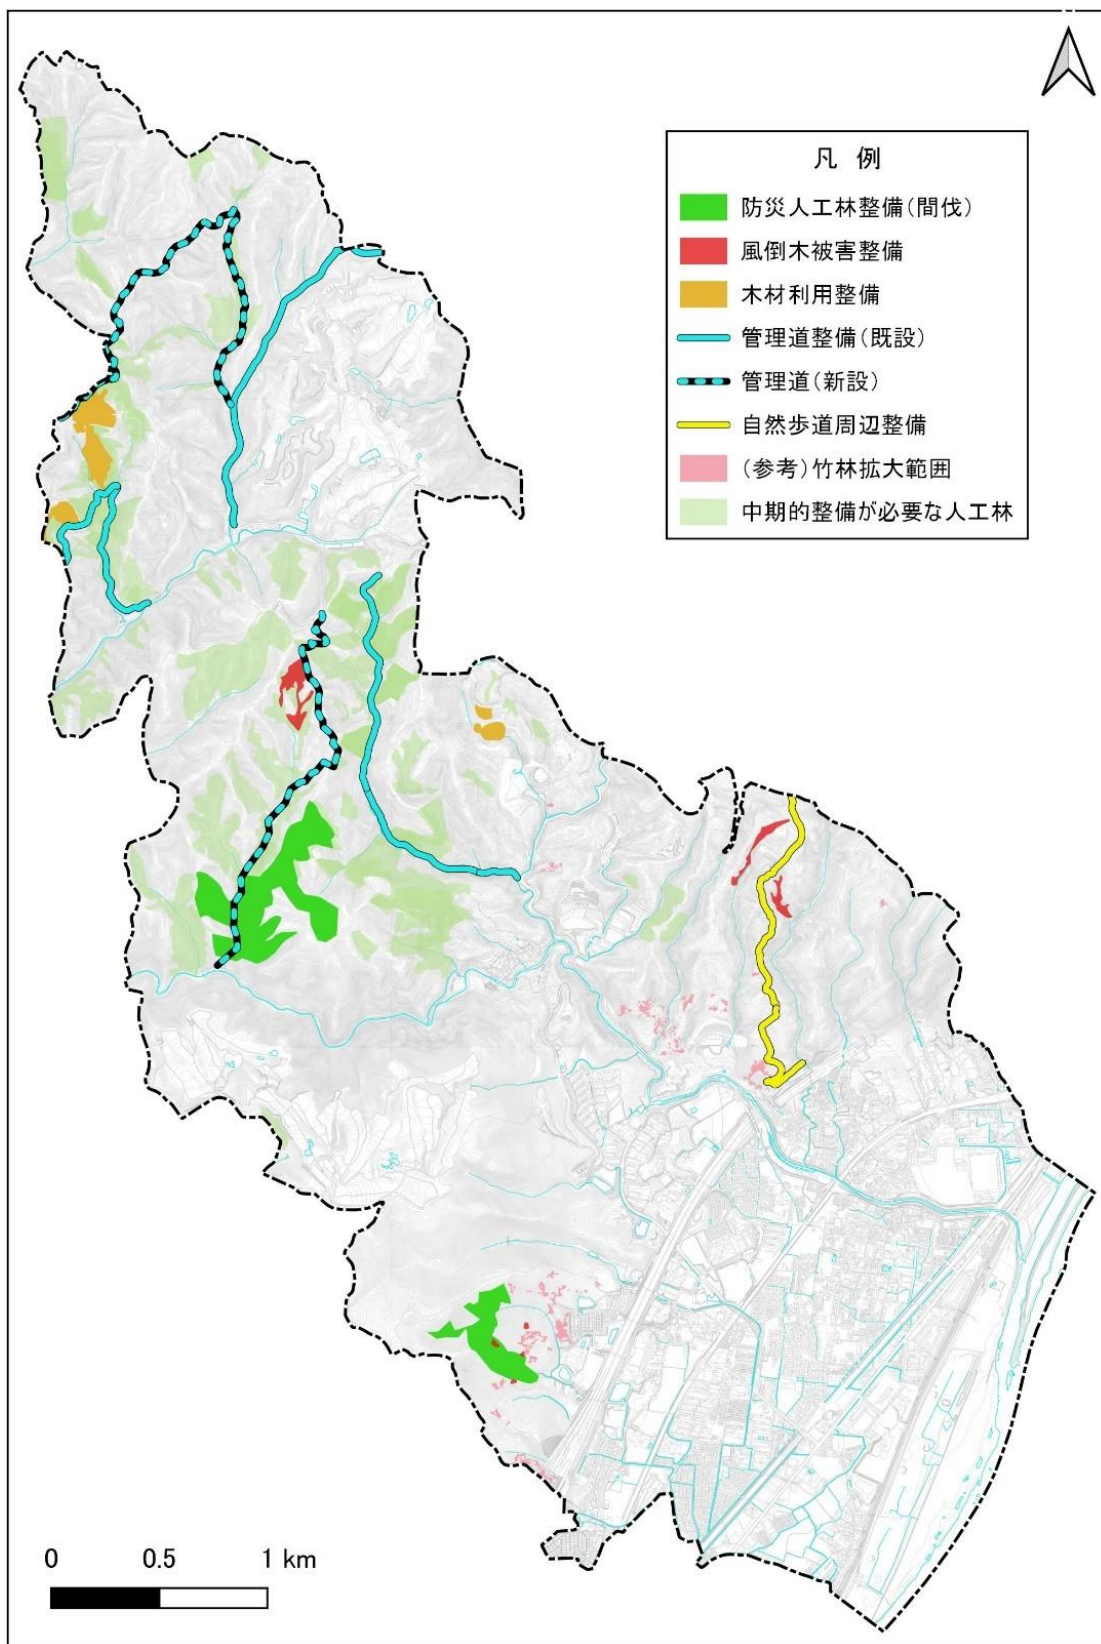 凡 例
防災人工林整備(間伐)
風倒木被害整備
木材利用整備
管理道整備(既設)
管理道(新設)
自然歩道周辺整備
(参考)竹林拡大範囲
中期的整備が必要な人工林
0 0.5 1 km